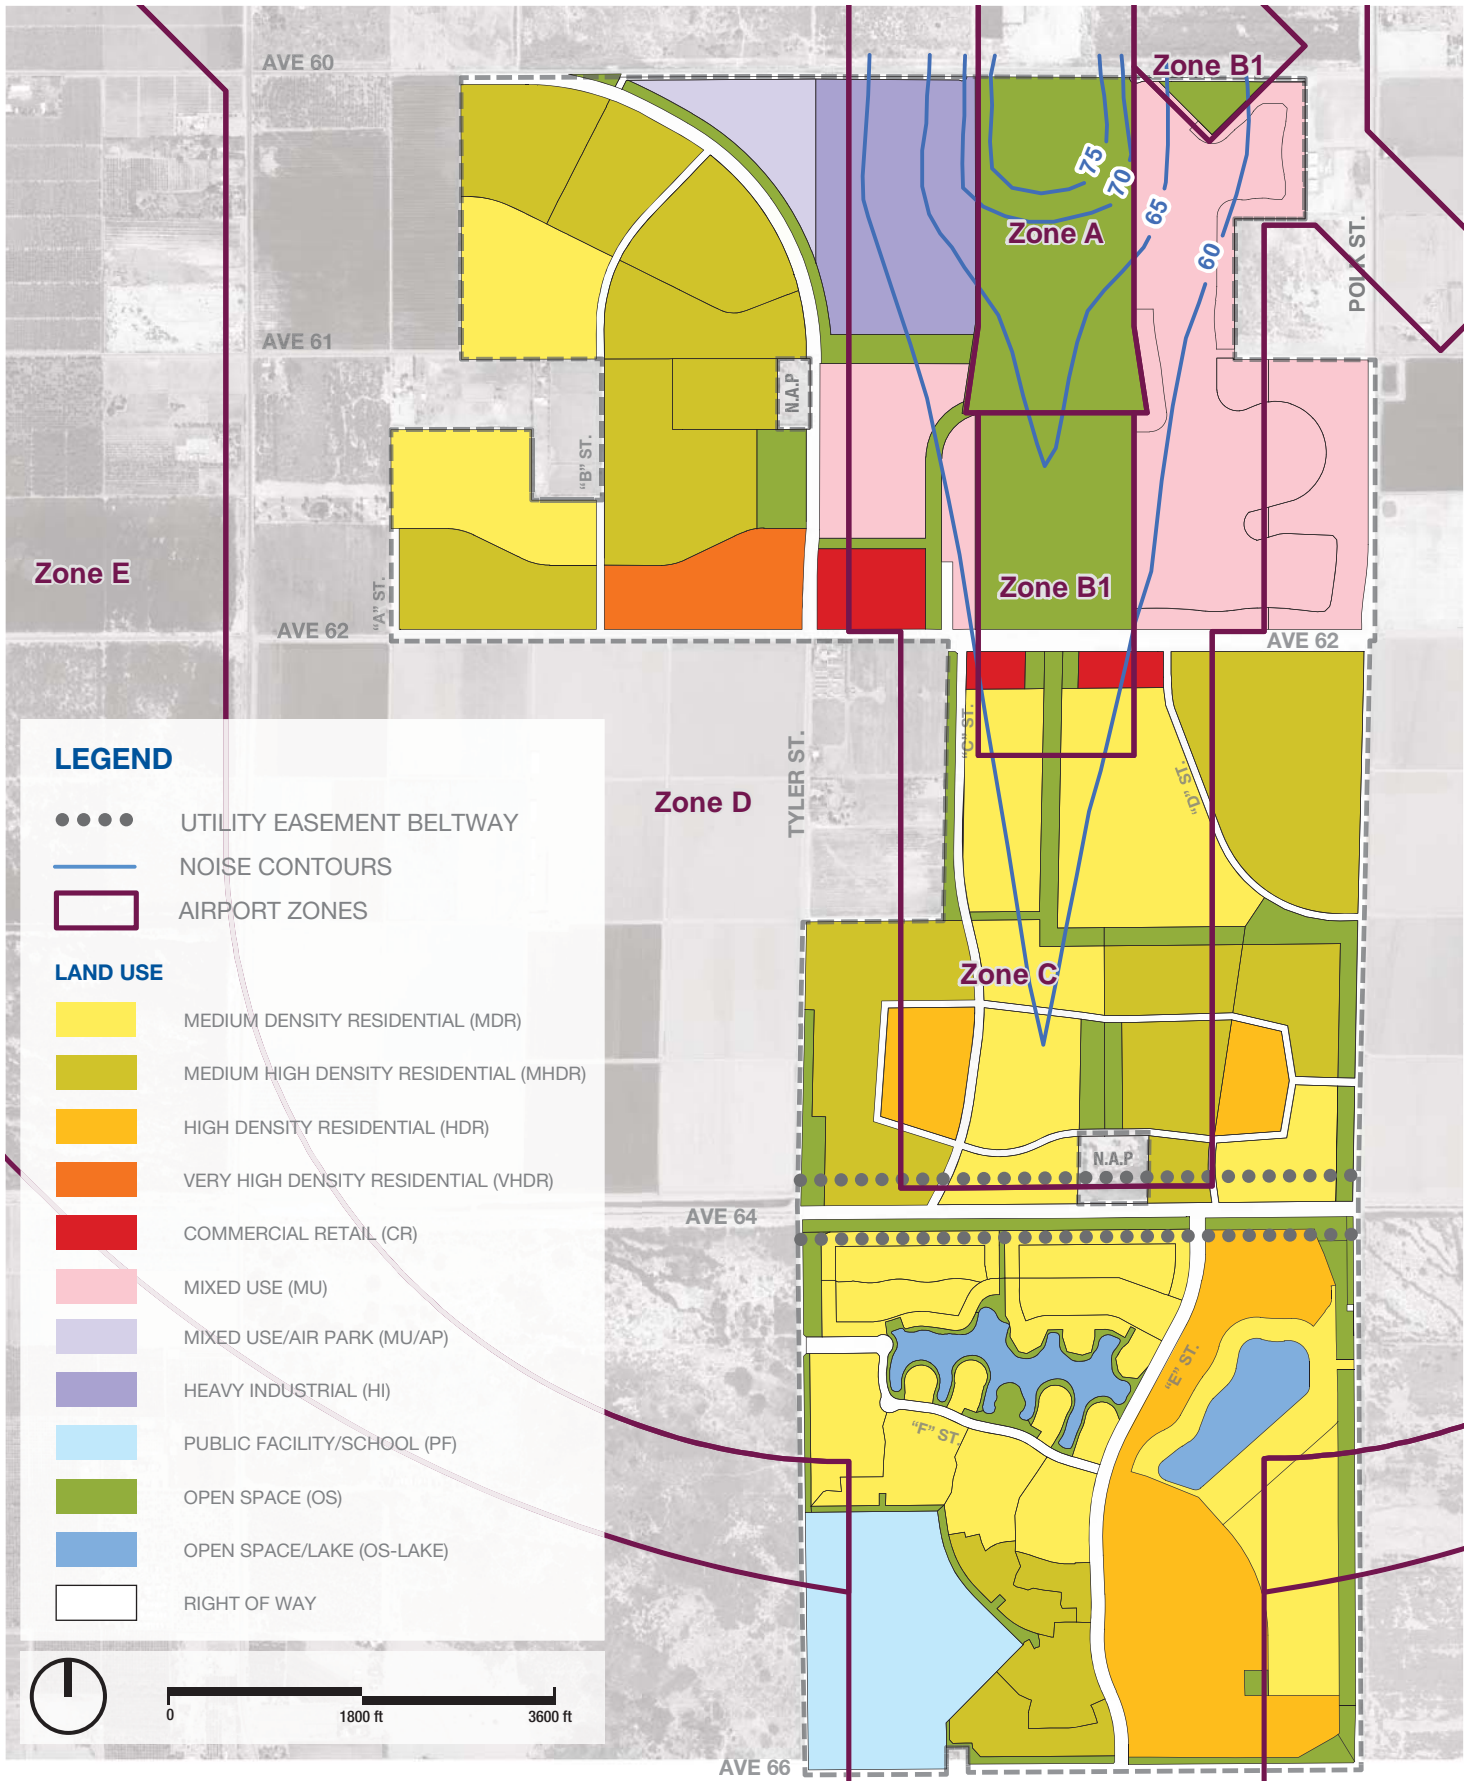 AVE 60
Zone B1
75
70
65
60
Zone A
POLK ST.
AVE 61
N.A.P
"B" ST.
Zone E
Zone B1
"A" ST.
AVE 62
AVE 62
"C" ST.
"D" ST.
TYLER ST.
Zone D
Zone C
N.A.P
AVE 64
"E" ST.
"F" ST.
AVE 66
LEGEND
UTILITY EASEMENT BELTWAY
NOISE CONTOURS
AIRPORT ZONES
LAND USE
MEDIUM DENSITY RESIDENTIAL (MDR)
MEDIUM HIGH DENSITY RESIDENTIAL (MHDR)
HIGH DENSITY RESIDENTIAL (HDR)
VERY HIGH DENSITY RESIDENTIAL (VHDR)
COMMERCIAL RETAIL (CR)
MIXED USE (MU)
MIXED USE/AIR PARK (MU/AP)
HEAVY INDUSTRIAL (HI)
PUBLIC FACILITY/SCHOOL (PF)
OPEN SPACE (OS)
OPEN SPACE/LAKE (OS-LAKE)
RIGHT OF WAY
0 1800 ft 3600 ft